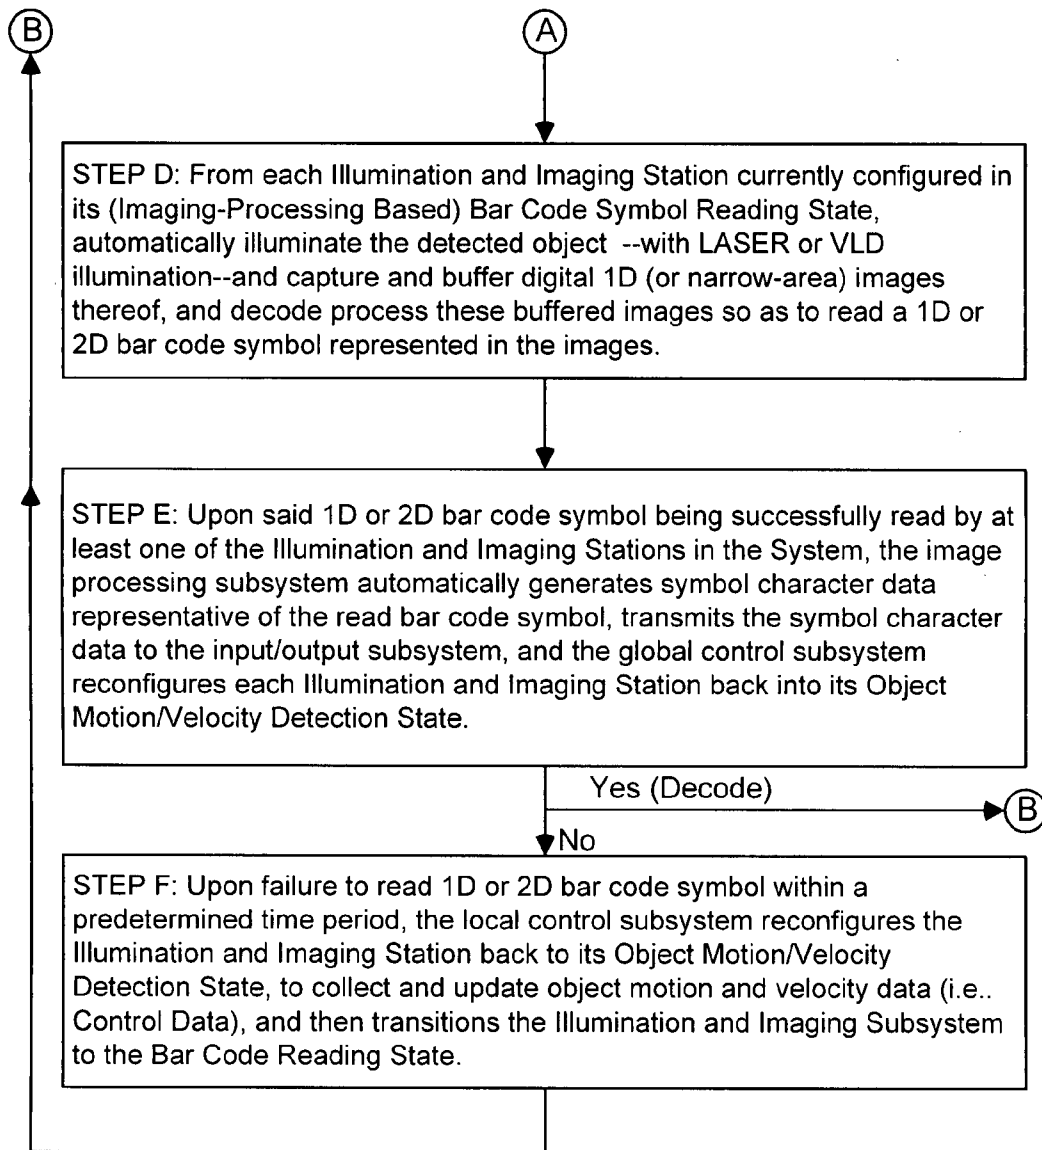 B
A
STEP D: From each Illumination and Imaging Station currently configured in
its (Imaging-Processing Based) Bar Code Symbol Reading State,
automatically illuminate the detected object --with LASER or VLD
illumination--and capture and buffer digital 1D (or narrow-area) images
thereof, and decode process these buffered images so as to read a 1D or
2D bar code symbol represented in the images.
STEP E: Upon said 1D or 2D bar code symbol being successfully read by at
least one of the Illumination and Imaging Stations in the System, the image
processing subsystem automatically generates symbol character data
representative of the read bar code symbol, transmits the symbol character
data to the input/output subsystem, and the global control subsystem
reconfigures each Illumination and Imaging Station back into its Object
Motion/Velocity Detection State.
Yes (Decode)
B
No
STEP F: Upon failure to read 1D or 2D bar code symbol within a
predetermined time period, the local control subsystem reconfigures the
Illumination and Imaging Station back to its Object Motion/Velocity
Detection State, to collect and update object motion and velocity data (i.e..
Control Data), and then transitions the Illumination and Imaging Subsystem
to the Bar Code Reading State.